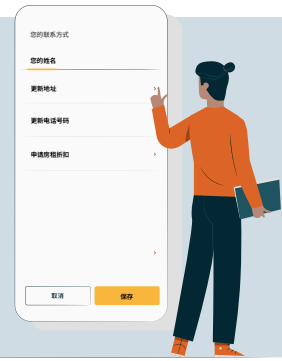 您的联系方式
您的姓名
更新地址
更新电话号码
申请房租折扣
取消
保存